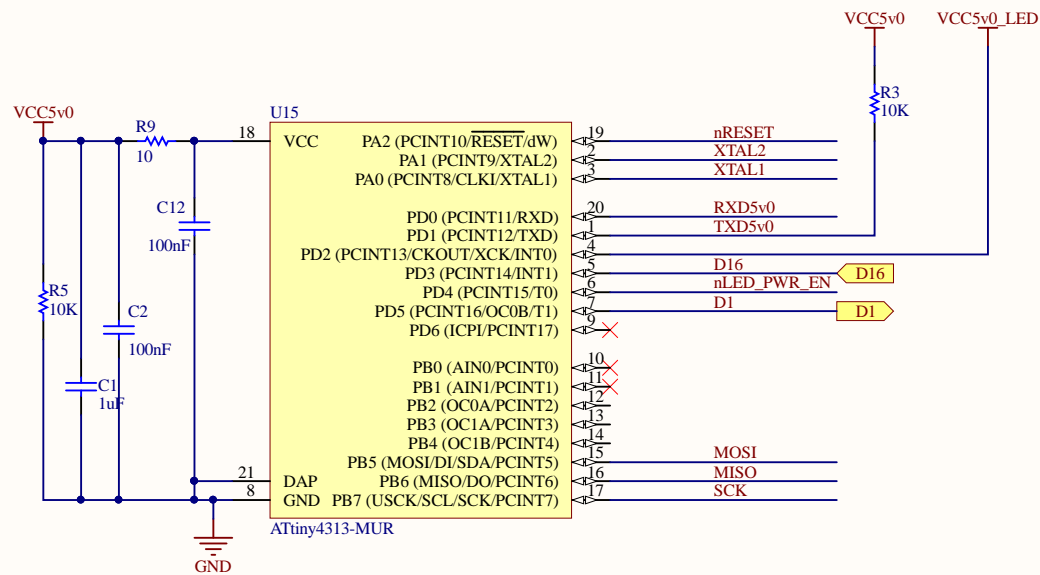 VCC5v0
VCC5v0_LED
R3
10K
VCC5v0
R9
10
U15
18
VCC
PA2 (PCINT10/RESET/dW)
19
nRESET
PA1 (PCINT9/XTAL2)
2
XTAL2
PA0 (PCINT8/CLKI/XTAL1)
3
XTAL1
C12
100nF
PD0 (PCINT11/RXD)
20
RXD5v0
PD1 (PCINT12/TXD)
1
TXD5v0
PD2 (PCINT13/CKOUT/XCK/INT0)
4
PD3 (PCINT14/INT1)
5
D16
D16
PD4 (PCINT15/T0)
6
nLED_PWR_EN
PD5 (PCINT16/OC0B/T1)
7
D1
D1
PD6 (ICPI/PCINT17)
9
R5
10K
C2
100nF
C1
1uF
PB0 (AIN0/PCINT0)
10
PB1 (AIN1/PCINT1)
11
PB2 (OC0A/PCINT2)
12
PB3 (OC1A/PCINT3)
13
PB4 (OC1B/PCINT4)
14
PB5 (MOSI/DI/SDA/PCINT5)
15
MOSI
21
DAP
PB6 (MISO/DO/PCINT6)
16
MISO
8
GND
PB7 (USCK/SCL/SCK/PCINT7)
17
SCK
ATtiny4313-MUR
GND